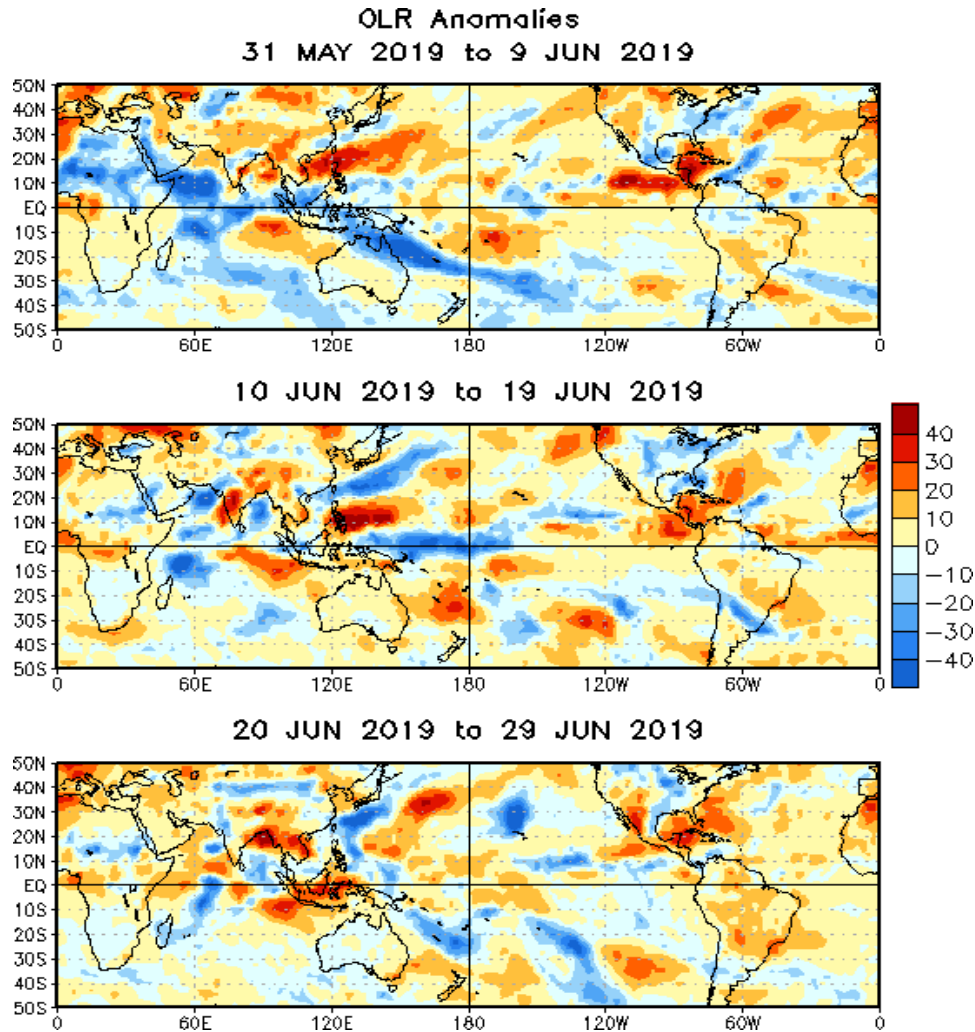 OLR Anomalies
31 MAY 2019 to 9 JUN 2019
50N
40N
30N
20N
10N
EQ
10S
20S
30S
40S
50S
0 60E 120E 180 120W 60W 0
10 JUN 2019 to 19 JUN 2019
50N
40N
30N
20N
10N
EQ
10S
20S
30S
40S
50S
0 60E 120E 180 120W 60W 0
40
30
20
10
0
-10
-20
-30
-40
20 JUN 2019 to 29 JUN 2019
50N
40N
30N
20N
10N
EQ
10S
20S
30S
40S
50S
0 60E 120E 180 120W 60W 0